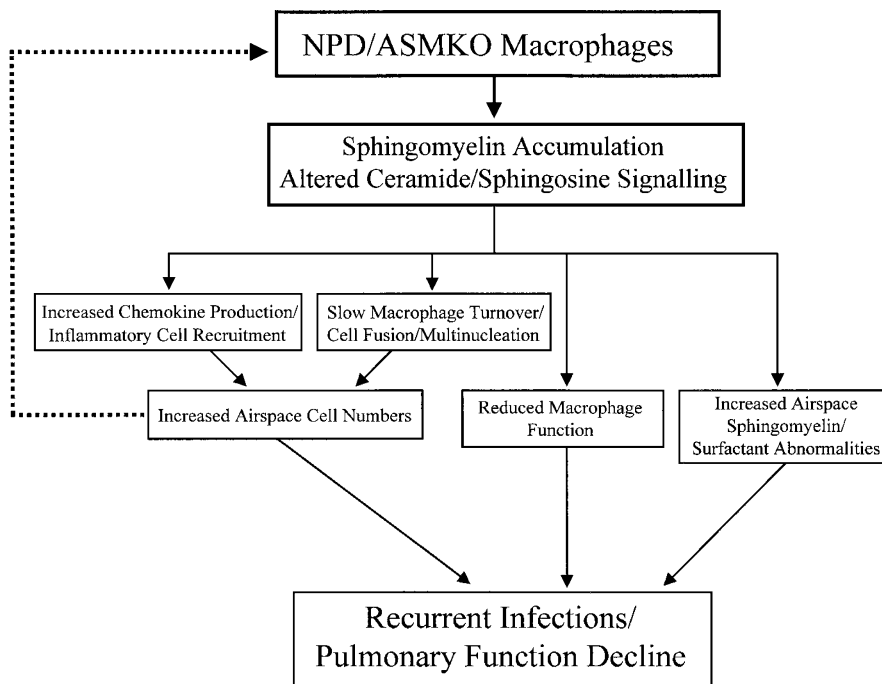 NPD/ASMKO Macrophages
Sphingomyelin Accumulation
Altered Ceramide/Sphingosine Signalling
Increased Chemokine Production/
Inflammatory Cell Recruitment
Slow Macrophage Turnover/
Cell Fusion/Multinucleation
Increased Airspace Cell Numbers
Reduced Macrophage
Function
Increased Airspace
Sphingomyelin/
Surfactant Abnormalities
Recurrent Infections/
Pulmonary Function Decline